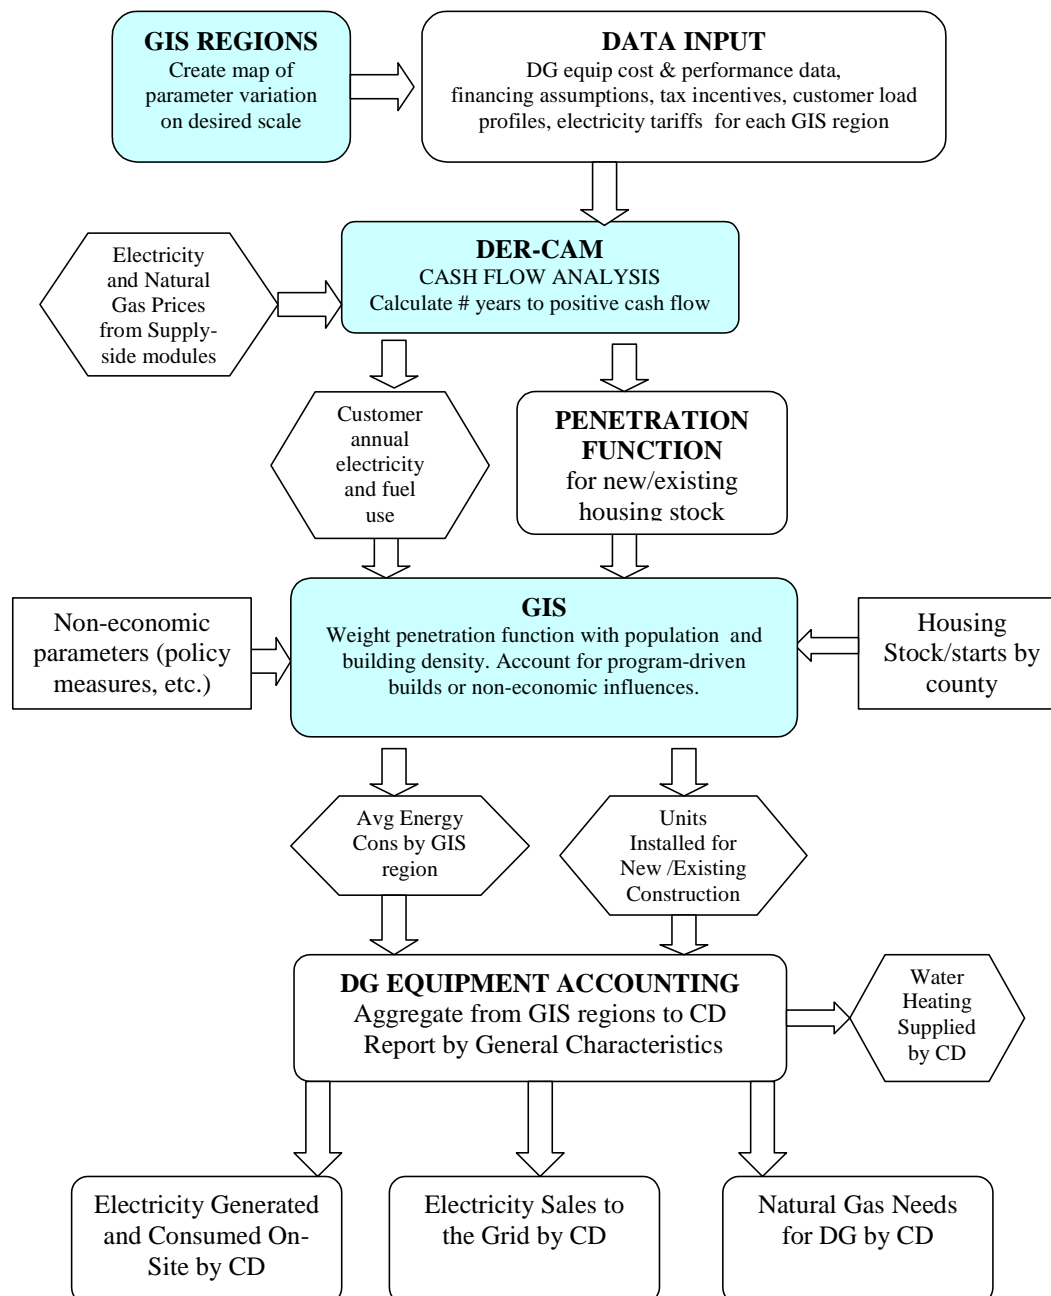 GIS REGIONS
Create map of
parameter variation
on desired scale
DATA INPUT
DG equip cost & performance data,
financing assumptions, tax incentives, customer load
profiles, electricity tariffs for each GIS region
Electricity
and Natural
Gas Prices
from Supply-
side modules
DER-CAM
CASH FLOW ANALYSIS
Calculate # years to positive cash flow
Customer
annual
electricity
and fuel
use
PENETRATION
FUNCTION
for new/existing
housing stock
Non-economic
parameters (policy
measures, etc.)
GIS
Weight penetration function with population and
building density. Account for program-driven
builds or non-economic influences.
Housing
Stock/starts by
county
Avg Energy
Cons by GIS
region
Units
Installed for
New /Existing
Construction
DG EQUIPMENT ACCOUNTING
Aggregate from GIS regions to CD
Report by General Characteristics
Water
Heating
Supplied
by CD
Electricity Generated
and Consumed On-
Site by CD
Electricity Sales to
the Grid by CD
Natural Gas Needs
for DG by CD